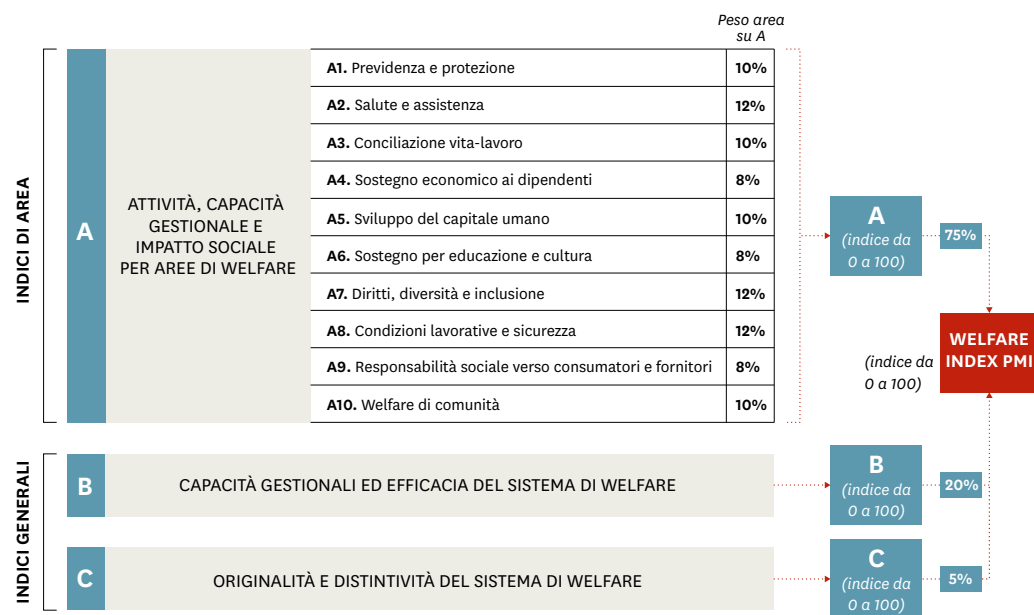 Peso area
su A
INDICI DI AREA
A
ATTIVITÀ, CAPACITÀ
GESTIONALE E
IMPATTO SOCIALE
PER AREE DI WELFARE
A1. Previdenza e protezione 10%
A2. Salute e assistenza 12%
A3. Conciliazione vita-lavoro 10%
A4. Sostegno economico ai dipendenti 8%
A5. Sviluppo del capitale umano 10%
A6. Sostegno per educazione e cultura 8%
A7. Diritti, diversità e inclusione 12%
A8. Condizioni lavorative e sicurezza 12%
A9. Responsabilità sociale verso consumatori e fornitori 8%
A10. Welfare di comunità 10%
A
(indice da
0 a 100)
75%
WELFARE
INDEX PMI
(indice da
0 a 100)
INDICI GENERALI
B
CAPACITÀ GESTIONALI ED EFFICACIA DEL SISTEMA DI WELFARE
B
(indice da
0 a 100)
20%
C
ORIGINALITÀ E DISTINTIVITÀ DEL SISTEMA DI WELFARE
C
(indice da
0 a 100)
5%